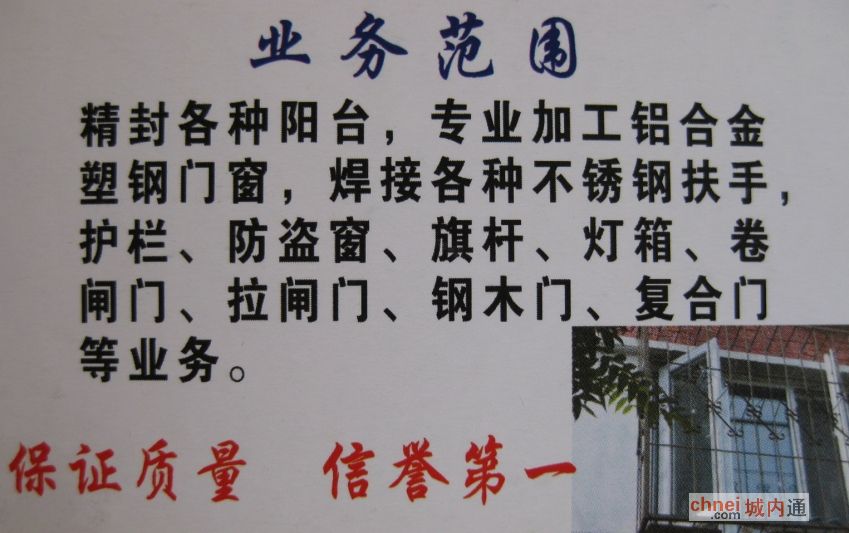 业务范围
精封各种阳台，专业加工铝合金
塑钢门窗，焊接各种不锈钢扶手，
护栏、防盗窗、旗杆、灯箱、卷
闸门、拉闸门、钢木门、复合门
等业务。
保证质量 信誉第一
chnei
.com 城内通